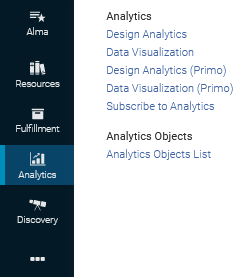 Alma
Resources
Fulfillment
Analytics
Discovery
Analytics
Design Analytics
Data Visualization
Design Analytics (Primo)
Data Visualization (Primo)
Subscribe to Analytics
Analytics Objects
Analytics Objects List